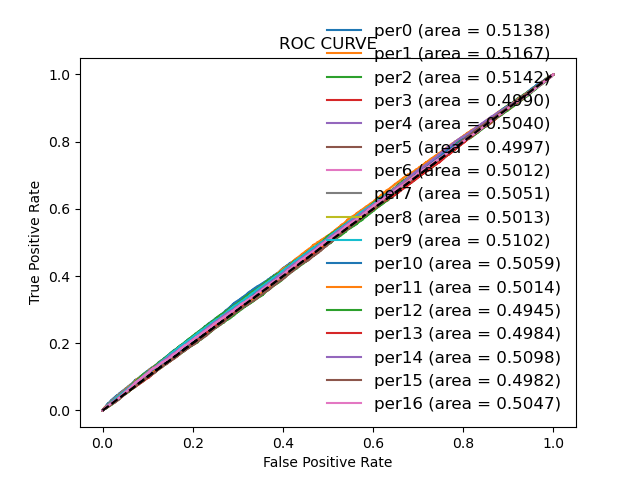 per0 (area = 0.5138)
ROC CURVE
per1 (area = 0.5167)
per2 (area = 0.5142)
per3 (area = 0.4990)
per4 (area = 0.5040)
per5 (area = 0.4997)
per6 (area = 0.5012)
per7 (area = 0.5051)
per8 (area = 0.5013)
per9 (area = 0.5102)
per10 (area = 0.5059)
per11 (area = 0.5014)
per12 (area = 0.4945)
per13 (area = 0.4984)
per14 (area = 0.5098)
per15 (area = 0.4982)
per16 (area = 0.5047)
True Positive Rate
1.0
0.8
0.6
0.4
0.2
0.0
0.0 0.2 0.4 0.6 0.8 1.0
False Positive Rate